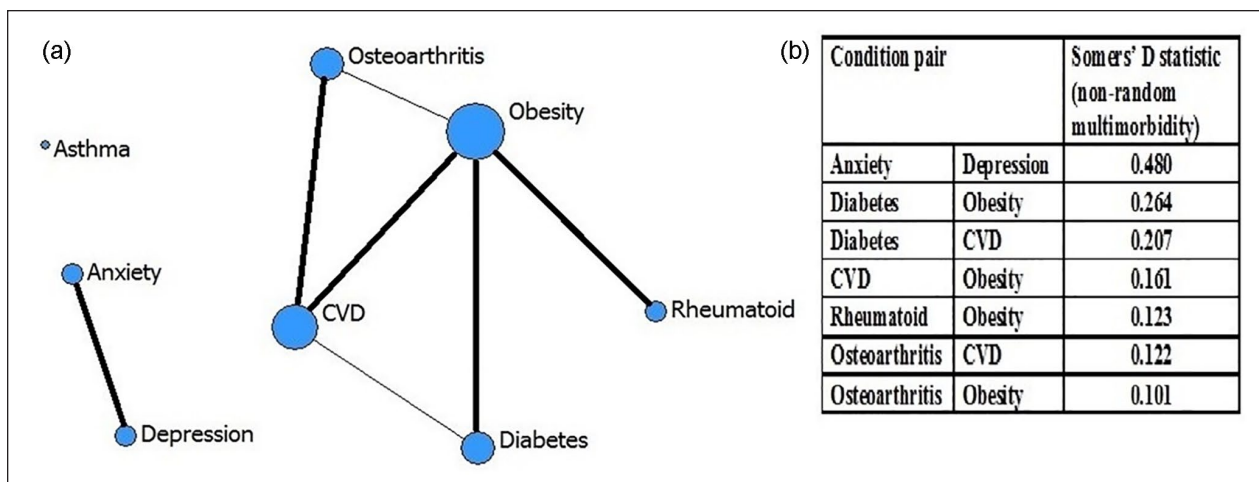 (a)
Osteoarthritis
Obesity
Asthma
Anxiety
CVD
Rheumatoid
Depression
Diabetes
(b)
Condition pair
Somers' D statistic
(non-random
multimorbidity)
Anxiety Depression 0.480
Diabetes Obesity 0.264
Diabetes CVD 0.207
CVD Obesity 0.161
Rheumatoid Obesity 0.123
Osteoarthritis CVD 0.122
Osteoarthritis Obesity 0.101